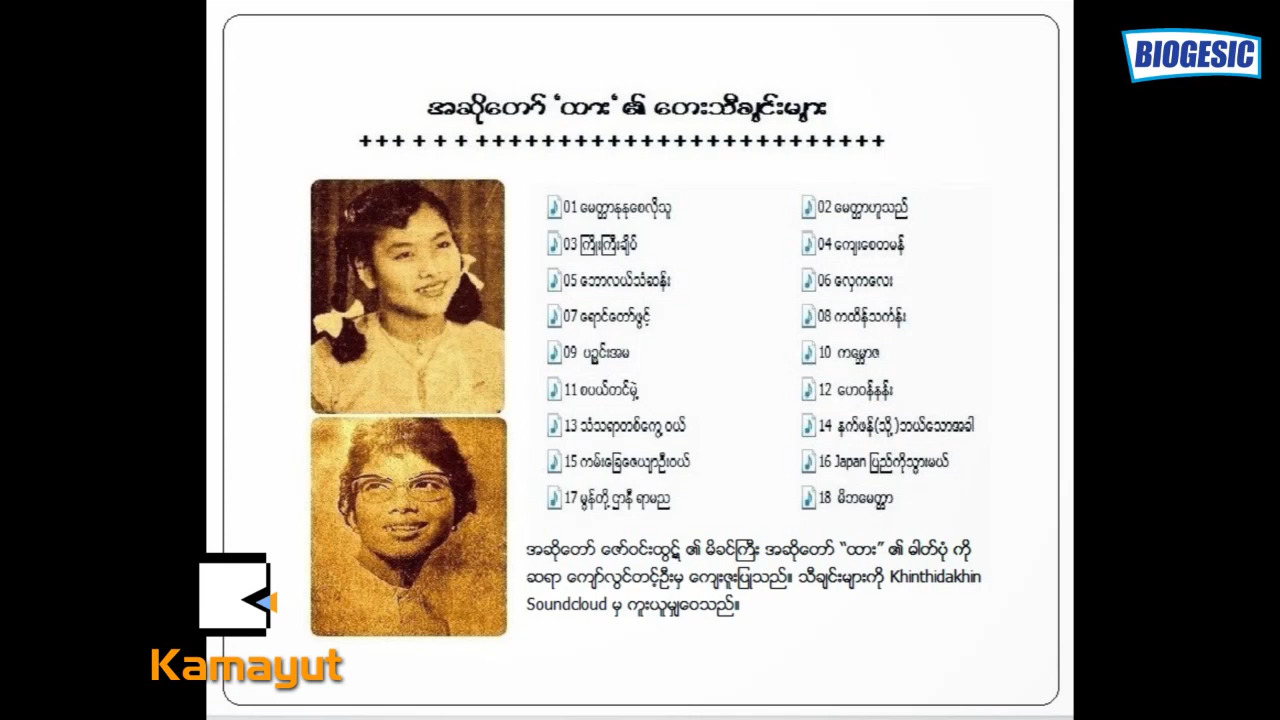 BIOGESIC
အဆိုတော် 'ထား' ၏ တေးသီချင်းများ
+++ + + + ++++++++++++++++++++++++++++
01 မေတ္တာနုနုစေလိုသူ
02 မေတ္တာဟူသည်
03 ကြိုးကြီးချိပ်
04 ကျေးစေတမန်
05 ဘောလယ်သံဆန်း
06 လှေကလေး
07 ရောင်တော်ဖွင့်
08 ကထိန်သင်္ကန်း
09 ပဥ္စင်းအမ
10 ကမ္ဘောဇ
11 စပယ်တင်မှဲ့
12 ဟေဝန်နန်း
13 သံသရာတစ်ကွေ့ ဝယ်
14 နက်ဖန်(သို့)ဘယ်သောအခါ
15 ကမ်းခြေဇေယျာဦးဝယ်
16 Japan ပြည်ကိုသွားမယ်
17 မွန်တို့ ဌာနီ ရာမည
18 မိဘမေတ္တာ
အဆိုတော် ဇော်ဝင်းထွဋ် ၏ မိခင်ကြီး အဆိုတော် “ထား” ၏ ဓါတ်ပုံ ကို
ဆရာ ကျော်လွင်တင့်ဦးမှ ကျေးဇူးပြုသည်။ သီချင်းများကို Khinthidakhin
Soundcloud မှ ကူးယူမျှဝေသည်။
Kamayut